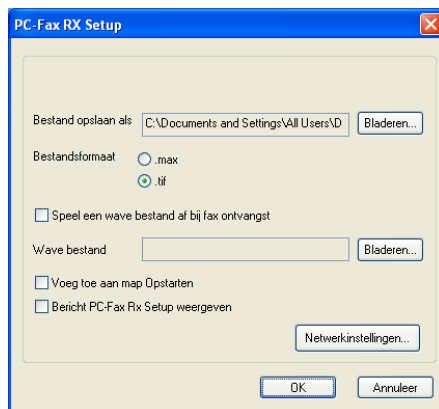 PC-Fax RX Setup
Bestand opslaan als C:\Documents and Settings\All Users\D Bladeren...
Bestandsformaat .max
.tif
Speel een wave bestand af bij fax ontvangst
Wave bestand Bladeren...
Voeg toe aan map Opstarten
Bericht PC-Fax Rx Setup weergeven
Netwerkinstellingen...
OK Annuleer